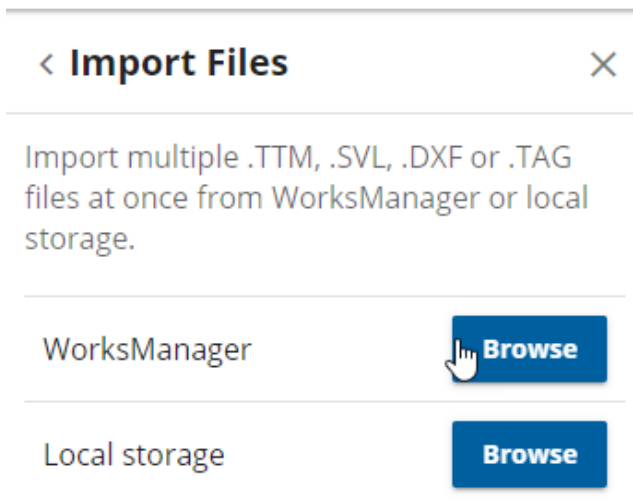 Import Files
Import multiple .TTM, .SVL, .DXF or .TAG
files at once from WorksManager or local
storage.
WorksManager Browse
Local storage Browse